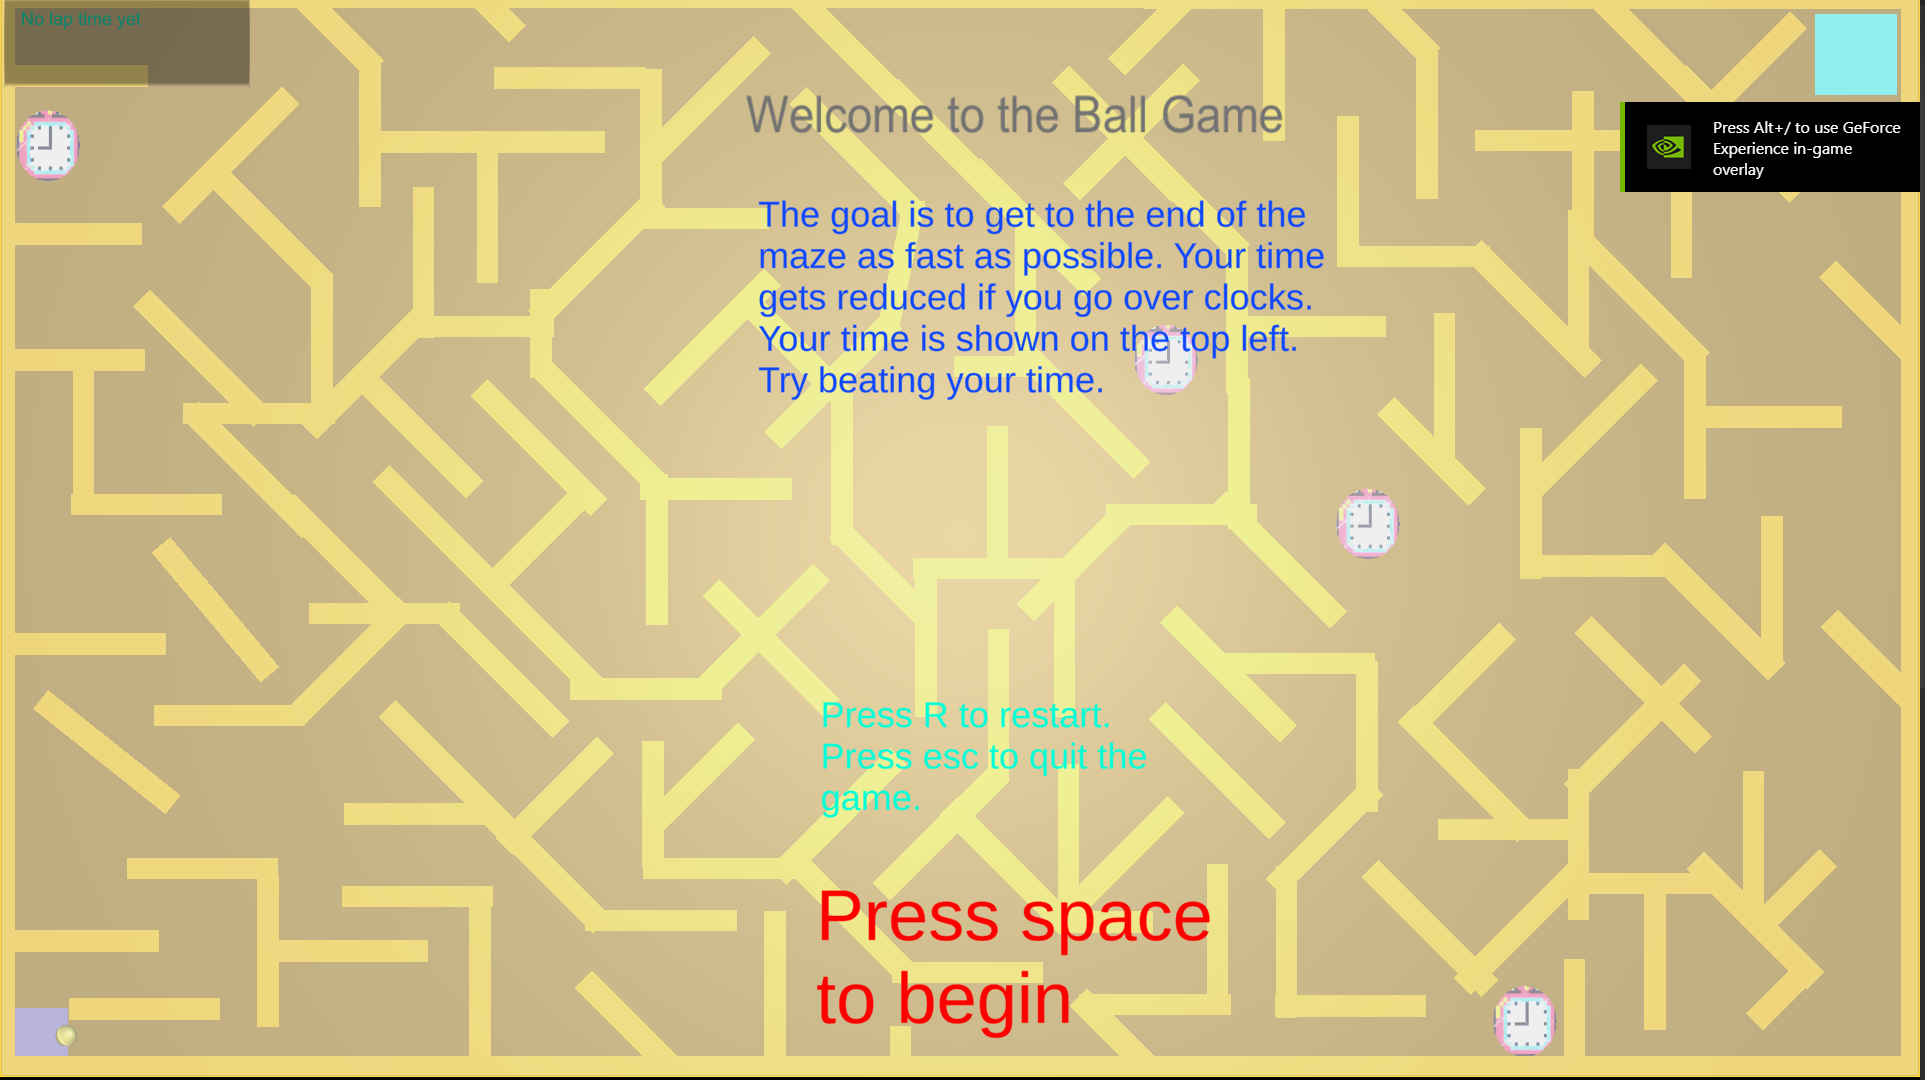 No lap time yet
Welcome to the Ball Game
Press Alt+/ to use GeForce
Experience in-game
overlay
The goal is to get to the end of the
maze as fast as possible. Your time
gets reduced if you go over clocks.
Your time is shown on the top left.
Try beating your time.
Press R to restart.
Press esc to quit the
game.
Press space
to begin